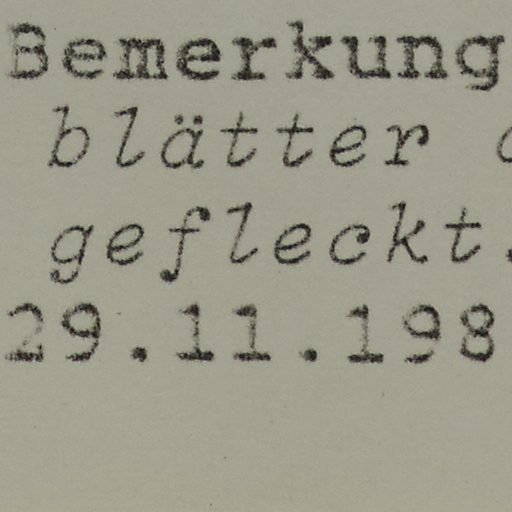 Bemerkung
blätter
gefleckt.
29.11.198